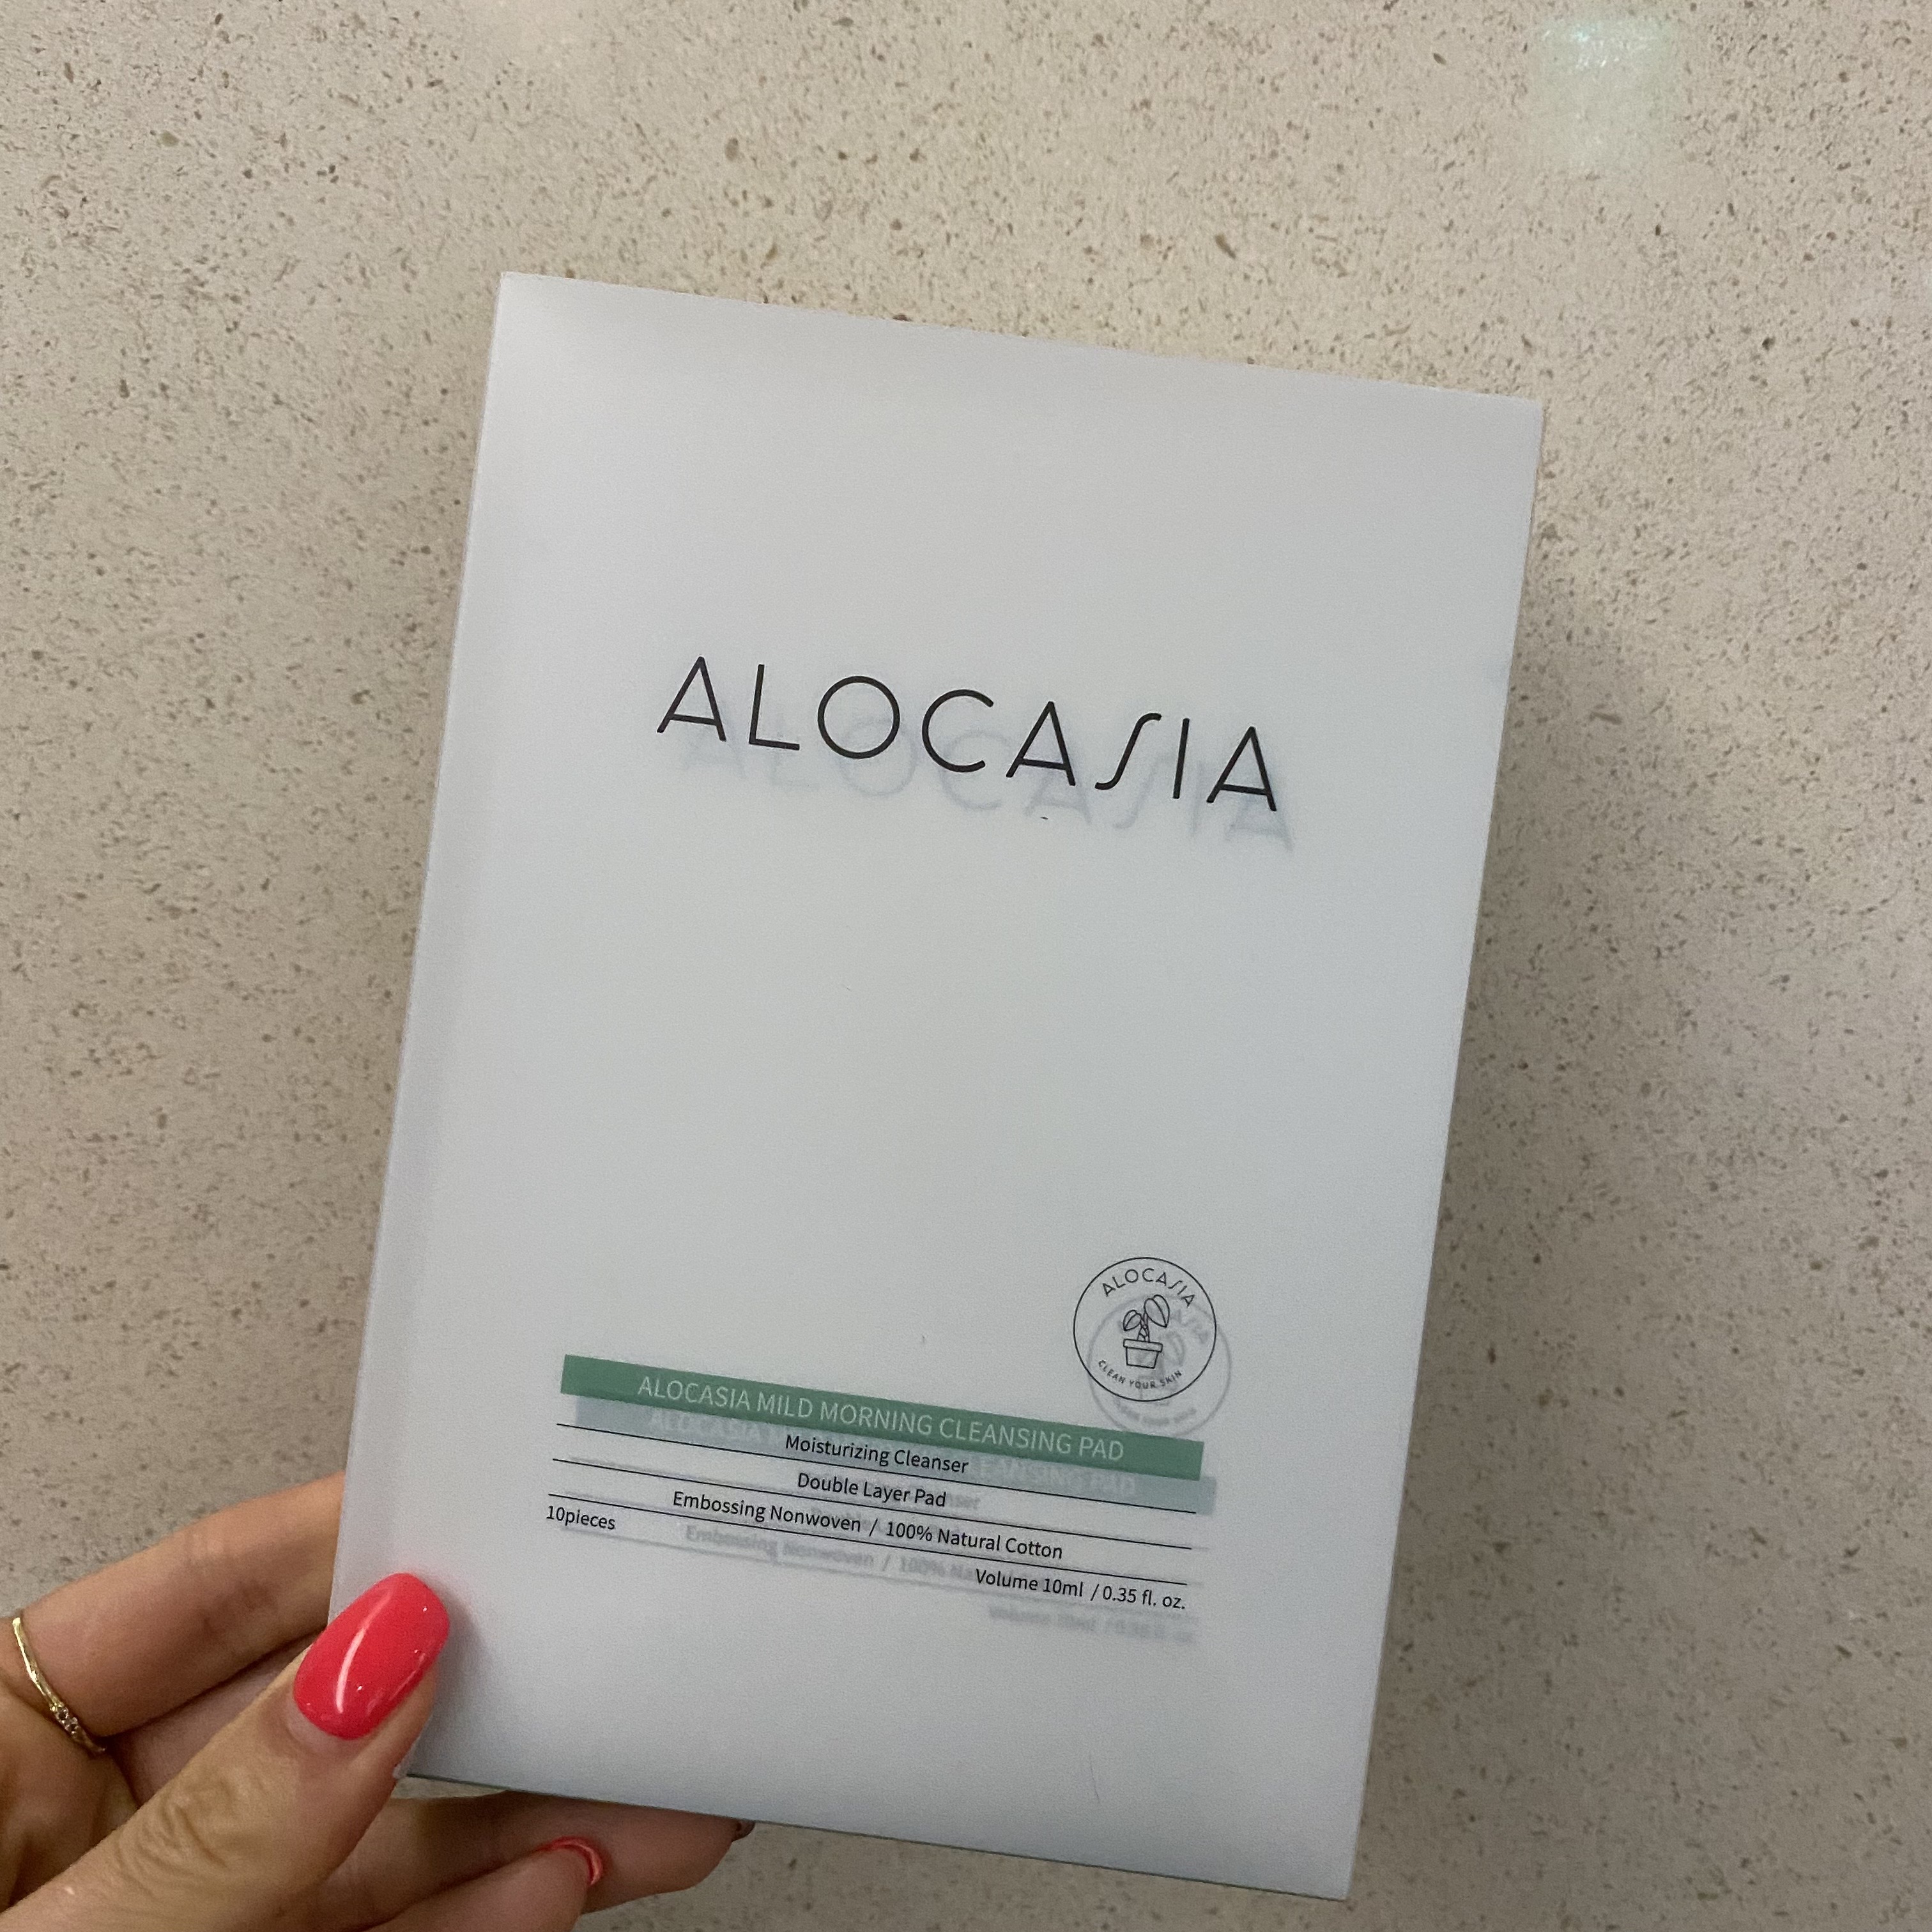 ALOCASIA
ALOCASIA
CLEAN YOUR SKIN
ALOCASIA MILD MORNING CLEANSING PAD
Moisturizing Cleanser
Double Layer Pad
Embossing Nonwoven / 100% Natural Cotton
10pieces
Volume 10ml / 0.35 fl. oz.